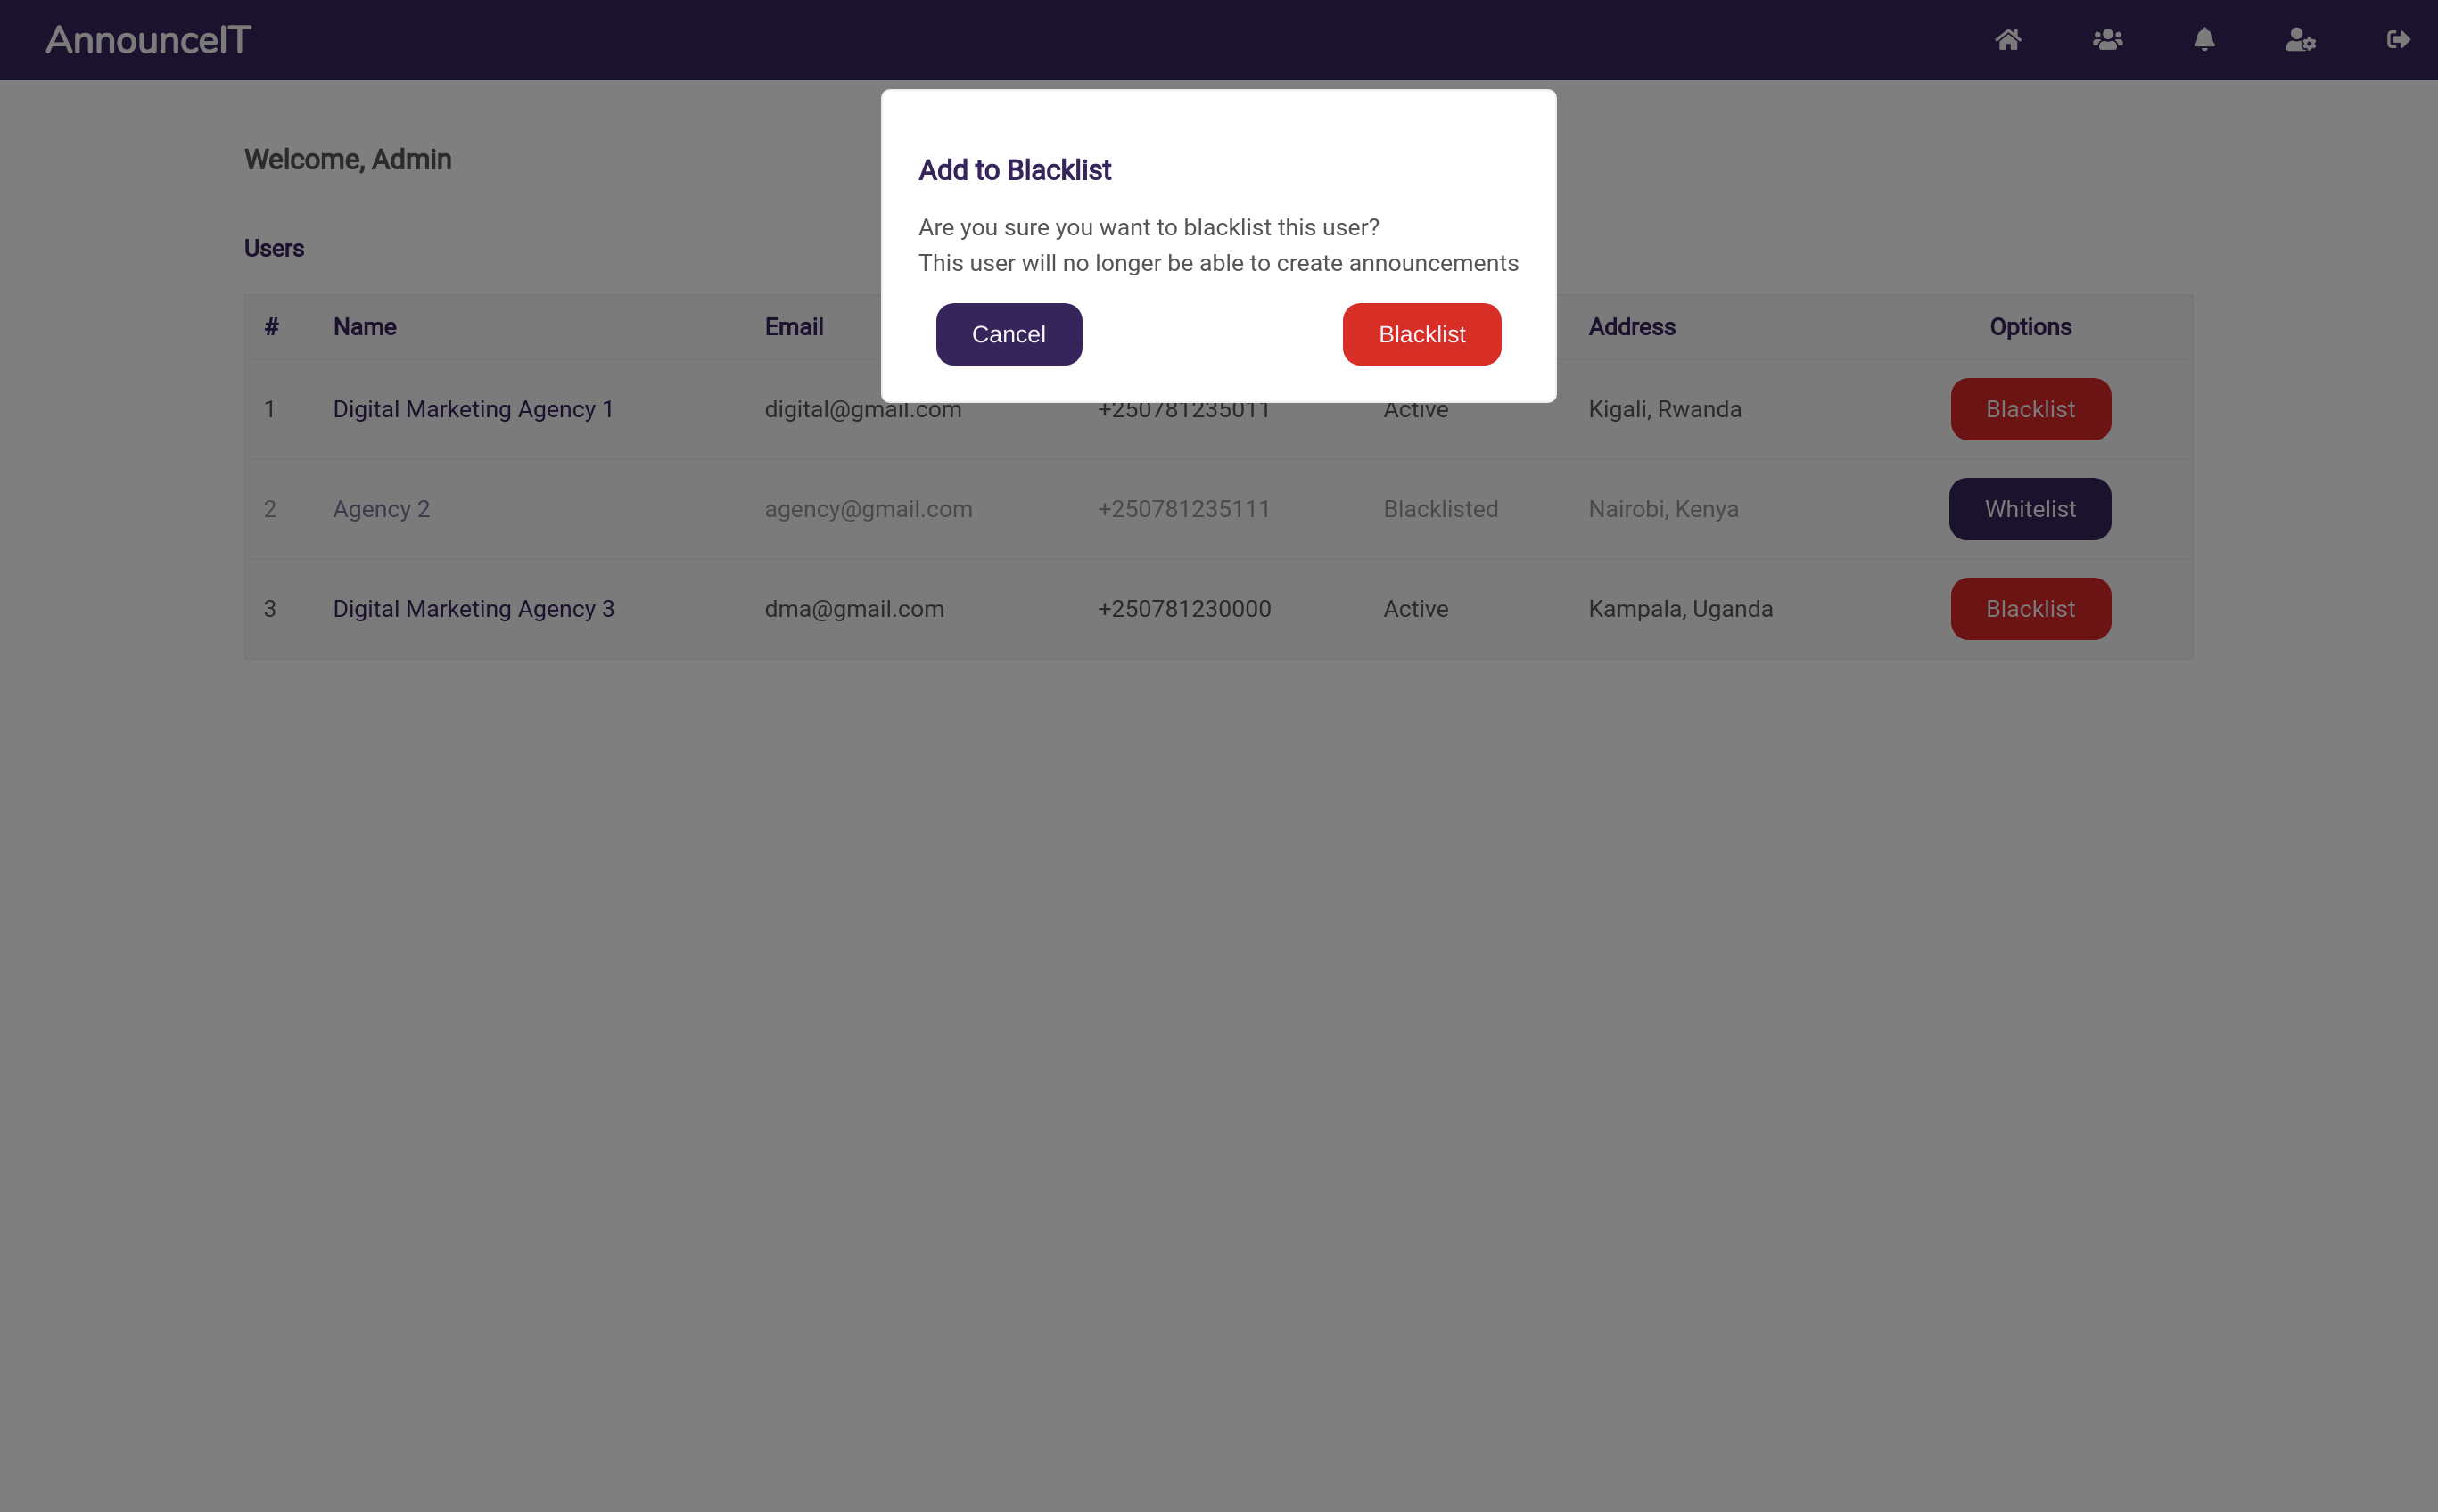 AnnounceIT
Welcome, Admin
Add to Blacklist
Are you sure you want to blacklist this user?
This user will no longer be able to create announcements
Cancel Blacklist
Users
# Name Email Address Options
1 Digital Marketing Agency 1 digital@gmail.com +250781235011 Active Kigali, Rwanda Blacklist
2 Agency 2 agency@gmail.com +250781235111 Blacklisted Nairobi, Kenya Whitelist
3 Digital Marketing Agency 3 dma@gmail.com +250781230000 Active Kampala, Uganda Blacklist